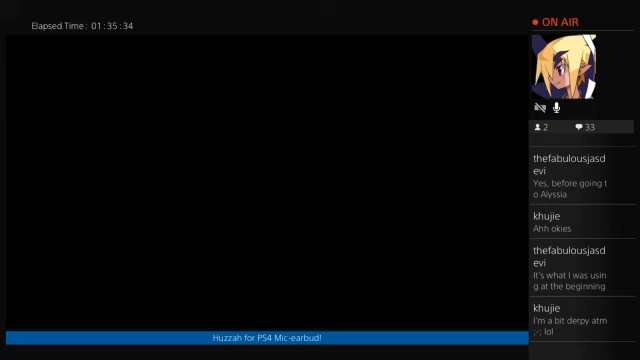 Elapsed Time : 01:35:34
ON AIR
2
33
thefabulousjasd
evi
Yes, before going t
o Alyssia
khujie
Ahh okies
thefabulousjasd
evi
It's what I was usin
g at the beginning
khujie
I'm a bit derpy atm
;-; lol
Huzzah for PS4 Mic-earbud!